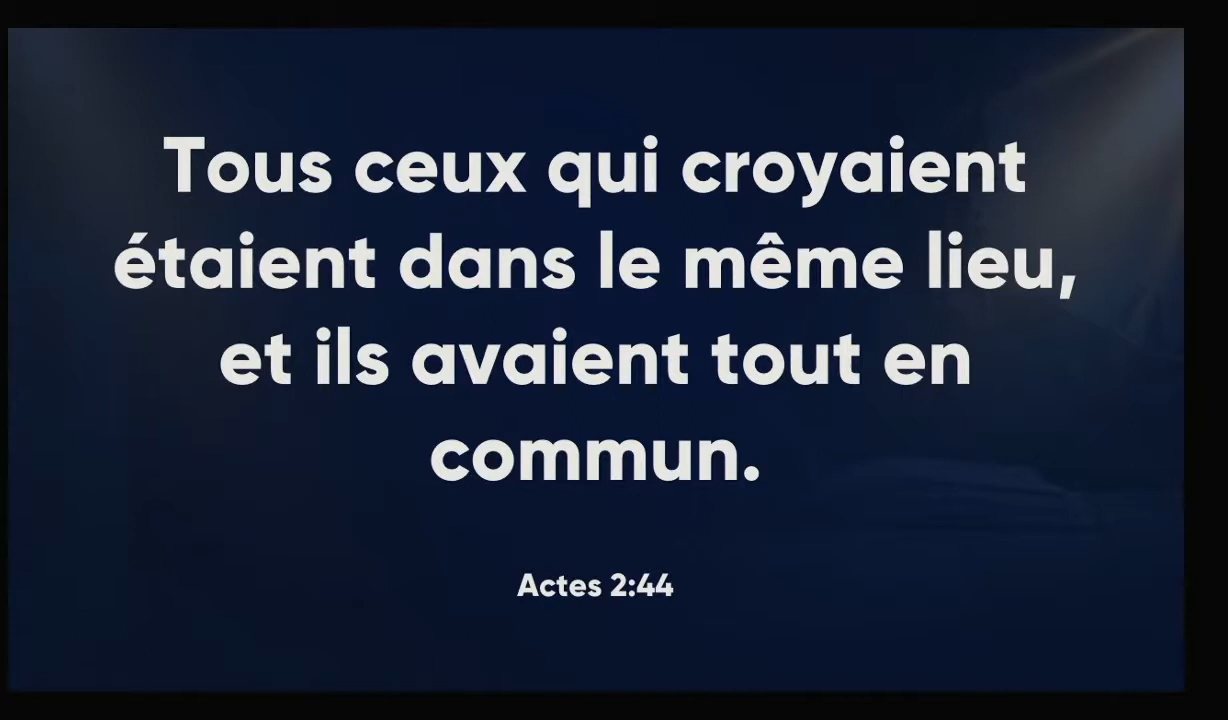 Tous ceux qui croyaient
étaient dans le même lieu,
et ils avaient tout en
commun.
Actes 2:44